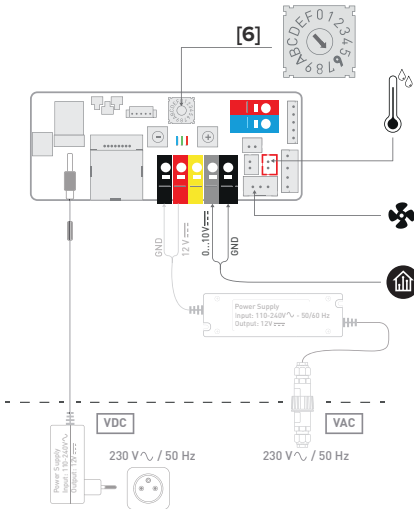 [6]
0 1 2 3 4 5 6 7 8 9 A B C D E F
GND
12 V
0...10V
GND
Power Supply
Input: 110-240V - 50/60 Hz
Output: 12V
VDC
VAC
230 V / 50 Hz
230 V / 50 Hz
Power Supply
Input: 110-240V
Output: 12V